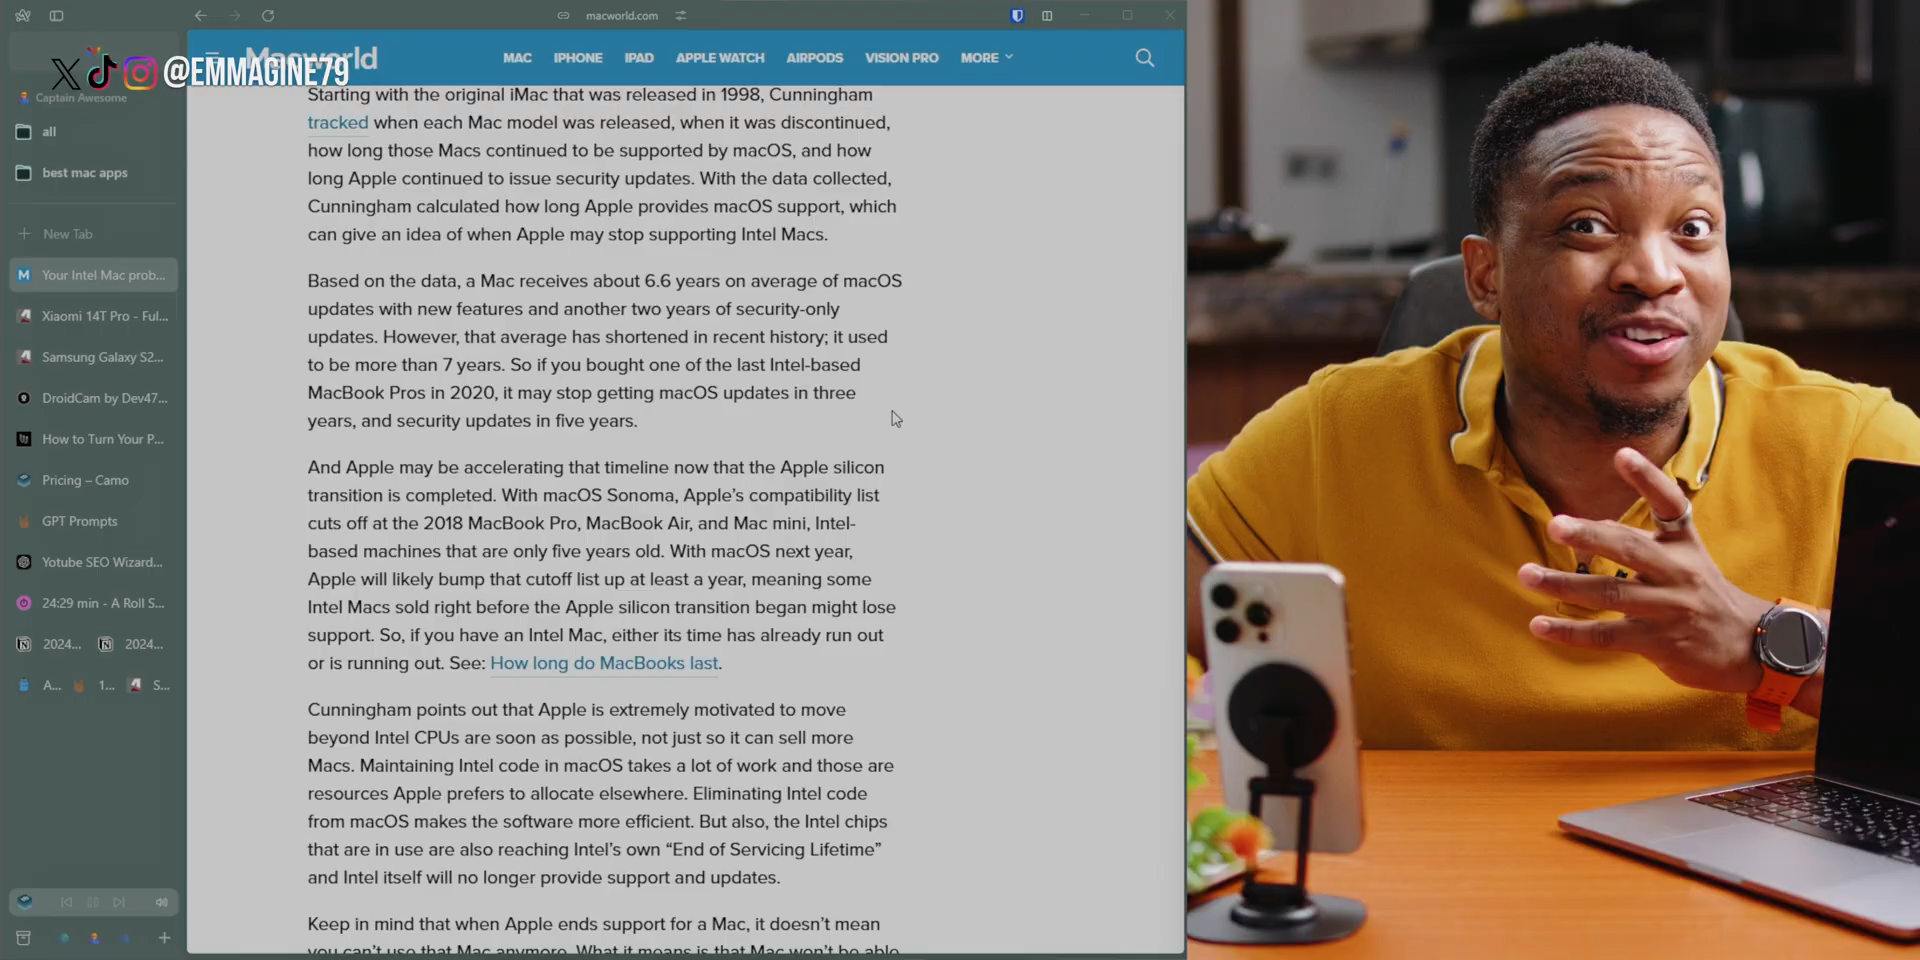 macworld.com
Macworld
MAC IPHONE IPAD APPLE WATCH AIRPODS VISION PRO MORE
@EMMAGINE79
Captain Awesome
all
best mac apps
New Tab
Your Intel Mac prob...
Xiaomi 14T Pro - Ful...
Samsung Galaxy S2...
DroidCam by Dev47...
How to Turn Your P...
Pricing – Camo
GPT Prompts
Yotube SEO Wizard...
24:29 min - A Roll S...
2024... 2024...
A... 1... S...
Starting with the original iMac that was released in 1998, Cunningham
tracked when each Mac model was released, when it was discontinued,
how long those Macs continued to be supported by macOS, and how
long Apple continued to issue security updates. With the data collected,
Cunningham calculated how long Apple provides macOS support, which
can give an idea of when Apple may stop supporting Intel Macs.
Based on the data, a Mac receives about 6.6 years on average of macOS
updates with new features and another two years of security-only
updates. However, that average has shortened in recent history; it used
to be more than 7 years. So if you bought one of the last Intel-based
MacBook Pros in 2020, it may stop getting macOS updates in three
years, and security updates in five years.
And Apple may be accelerating that timeline now that the Apple silicon
transition is completed. With macOS Sonoma, Apple’s compatibility list
cuts off at the 2018 MacBook Pro, MacBook Air, and Mac mini, Intel-
based machines that are only five years old. With macOS next year,
Apple will likely bump that cutoff list up at least a year, meaning some
Intel Macs sold right before the Apple silicon transition began might lose
support. So, if you have an Intel Mac, either its time has already run out
or is running out. See: How long do MacBooks last.
Cunningham points out that Apple is extremely motivated to move
beyond Intel CPUs are soon as possible, not just so it can sell more
Macs. Maintaining Intel code in macOS takes a lot of work and those are
resources Apple prefers to allocate elsewhere. Eliminating Intel code
from macOS makes the software more efficient. But also, the Intel chips
that are in use are also reaching Intel’s own “End of Servicing Lifetime”
and Intel itself will no longer provide support and updates.
Keep in mind that when Apple ends support for a Mac, it doesn’t mean
you can’t use that Mac anymore. What it means is that Mac won’t be able